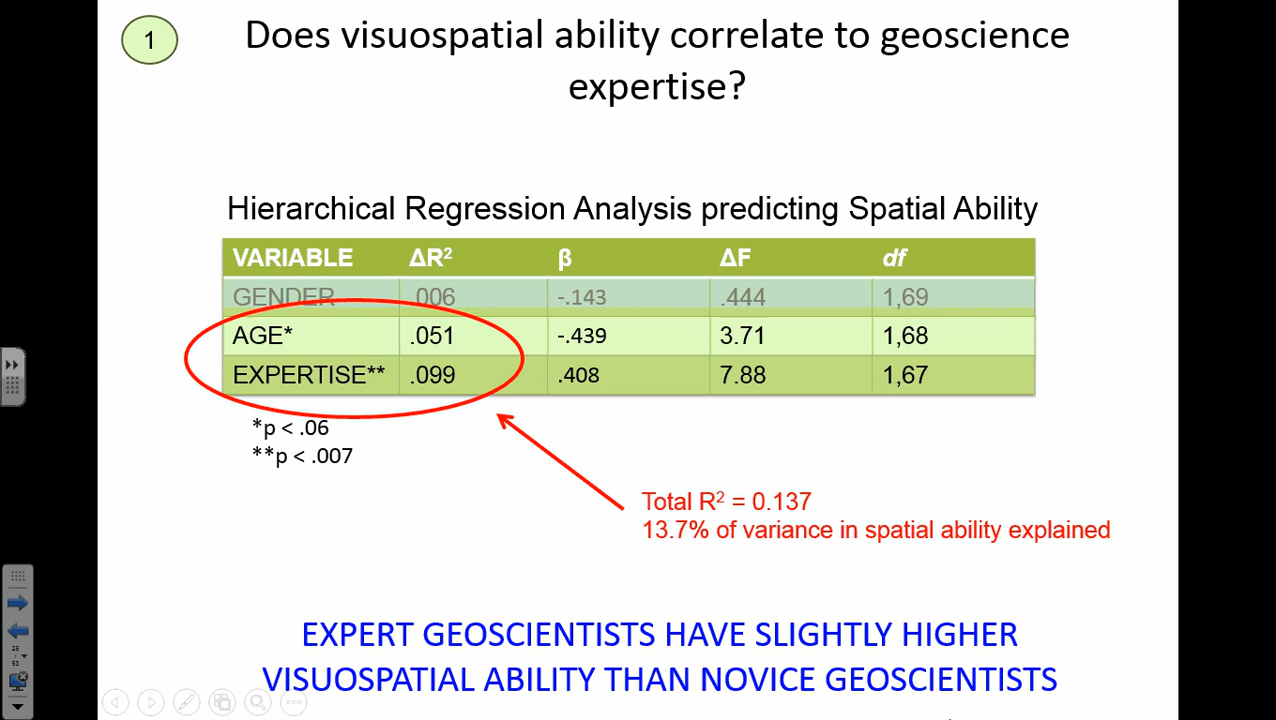 1
Does visuospatial ability correlate to geoscience
expertise?
Hierarchical Regression Analysis predicting Spatial Ability
VARIABLE ΔR² β ΔF df
GENDER .006 -.143 .444 1,69
AGE* .051 -.439 3.71 1,68
EXPERTISE** .099 .408 7.88 1,67
*p < .06
**p < .007
Total R² = 0.137
13.7% of variance in spatial ability explained
EXPERT GEOSCIENTISTS HAVE SLIGHTLY HIGHER
VISUOSPATIAL ABILITY THAN NOVICE GEOSCIENTISTS
25
/
53